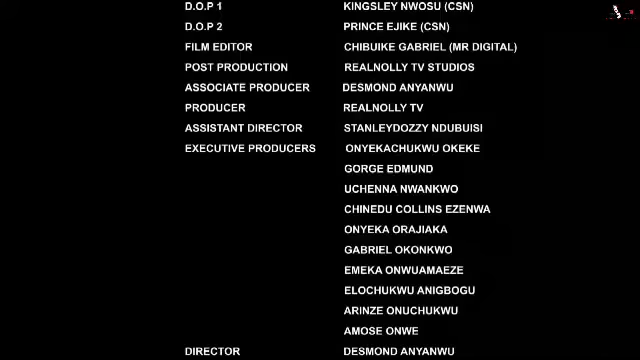 D.O.P 1 KINGSLEY NWOSU (CSN)
D.O.P 2 PRINCE EJIKE (CSN)
FILM EDITOR CHIBUIKE GABRIEL (MR DIGITAL)
POST PRODUCTION REALNOLLY TV STUDIOS
ASSOCIATE PRODUCER DESMOND ANYANWU
PRODUCER REALNOLLY TV
ASSISTANT DIRECTOR STANLEYDOZZY NDUBUISI
EXECUTIVE PRODUCERS ONYEKACHUKWU OKEKE
GORGE EDMUND
UCHENNA NWANKWO
CHINEDU COLLINS EZENWA
ONYEKA ORAJIAKA
GABRIEL OKONKWO
EMEKA ONWUAMAEZE
ELOCHUKWU ANIGBOGU
ARINZE ONUCHUKWU
AMOSE ONWE
DIRECTOR DESMOND ANYANWU